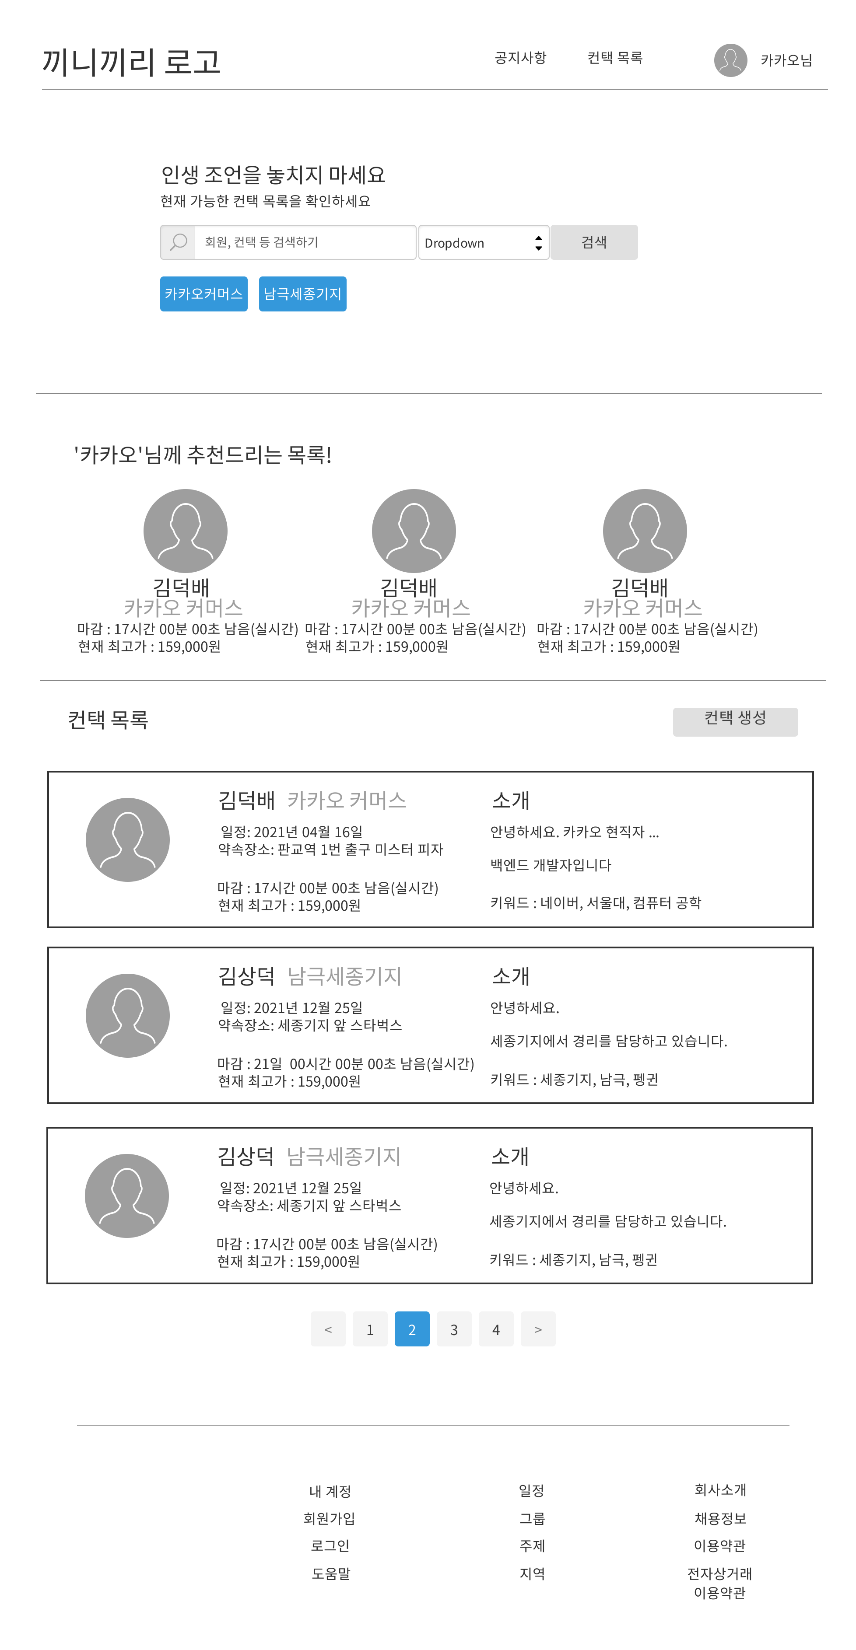 끼니끼리 로고
공지사항 컨택 목록 카카오님
인생 조언을 놓치지 마세요
현재 가능한 컨택 목록을 확인하세요
회원, 컨택 등 검색하기 Dropdown 검색
카카오커머스 남극세종기지
'카카오'님께 추천드리는 목록!
김덕배 김덕배 김덕배
카카오 커머스 카카오 커머스 카카오 커머스
마감 : 17시간 00분 00초 남음(실시간) 마감 : 17시간 00분 00초 남음(실시간) 마감 : 17시간 00분 00초 남음(실시간)
현재 최고가 : 159,000원 현재 최고가 : 159,000원 현재 최고가 : 159,000원
컨택 목록 컨택 생성
김덕배 카카오 커머스
일정: 2021년 04월 16일
약속장소: 판교역 1번 출구 미스터 피자
마감 : 17시간 00분 00초 남음(실시간)
현재 최고가 : 159,000원
소개
안녕하세요. 카카오 현직자 ...
백엔드 개발자입니다
키워드 : 네이버, 서울대, 컴퓨터 공학
김상덕 남극세종기지
일정: 2021년 12월 25일
약속장소: 세종기지 앞 스타벅스
마감 : 21일 00시간 00분 00초 남음(실시간)
현재 최고가 : 159,000원
소개
안녕하세요.
세종기지에서 경리를 담당하고 있습니다.
키워드 : 세종기지, 남극, 펭귄
김상덕 남극세종기지
일정: 2021년 12월 25일
약속장소: 세종기지 앞 스타벅스
마감 : 17시간 00분 00초 남음(실시간)
현재 최고가 : 159,000원
소개
안녕하세요.
세종기지에서 경리를 담당하고 있습니다.
키워드 : 세종기지, 남극, 펭귄
< 1 2 3 4 >
내 계정
회원가입
로그인
도움말
일정
그룹
주제
지역
회사소개
채용정보
이용약관
전자상거래
이용약관